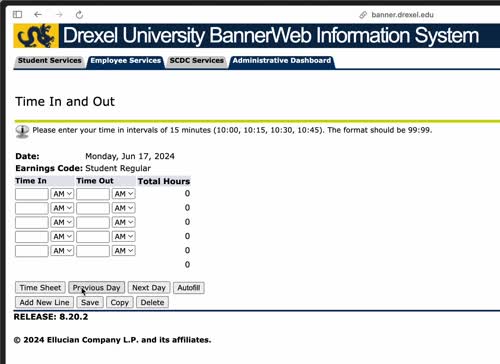 banner.drexel.edu
Drexel University BannerWeb Information System
Student Services Employee Services SCDC Services Administrative Dashboard
Time In and Out
Please enter your time in intervals of 15 minutes (10:00, 10:15, 10:30, 10:45). The format should be 99:99.
Date: Monday, Jun 17, 2024
Earnings Code: Student Regular
Time In Time Out Total Hours
AM AM 0
AM AM 0
AM AM 0
AM AM 0
AM AM 0
0
Time Sheet Previous Day Next Day Autofill
Add New Line Save Copy Delete
RELEASE: 8.20.2
© 2024 Ellucian Company L.P. and its affiliates.